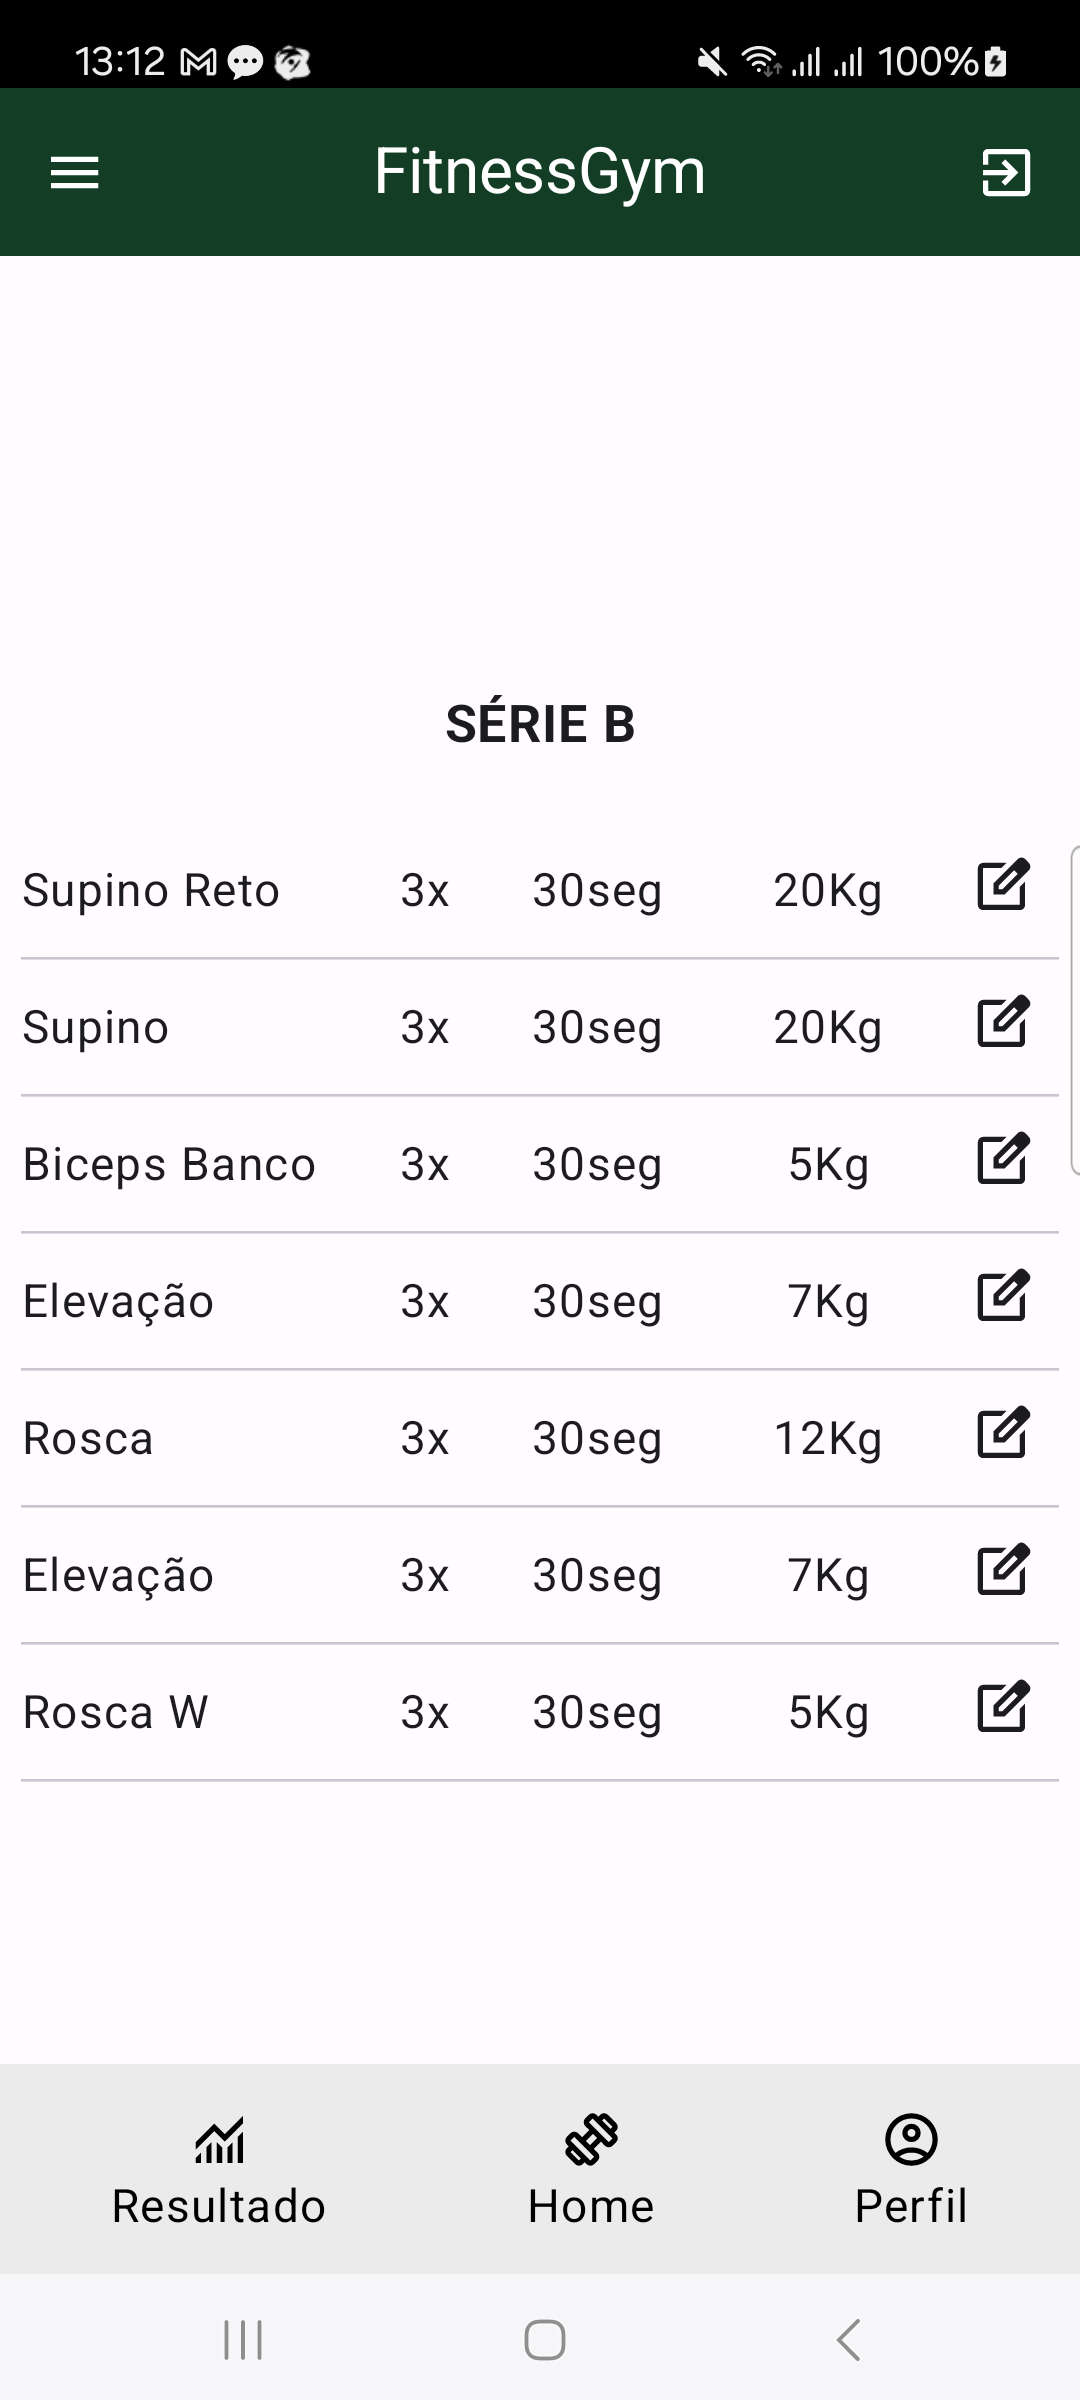 13:12 100%
FitnessGym
SÉRIE B
Supino Reto 3x 30seg 20Kg
Supino 3x 30seg 20Kg
Biceps Banco 3x 30seg 5Kg
Elevação 3x 30seg 7Kg
Rosca 3x 30seg 12Kg
Elevação 3x 30seg 7Kg
Rosca W 3x 30seg 5Kg
Resultado Home Perfil